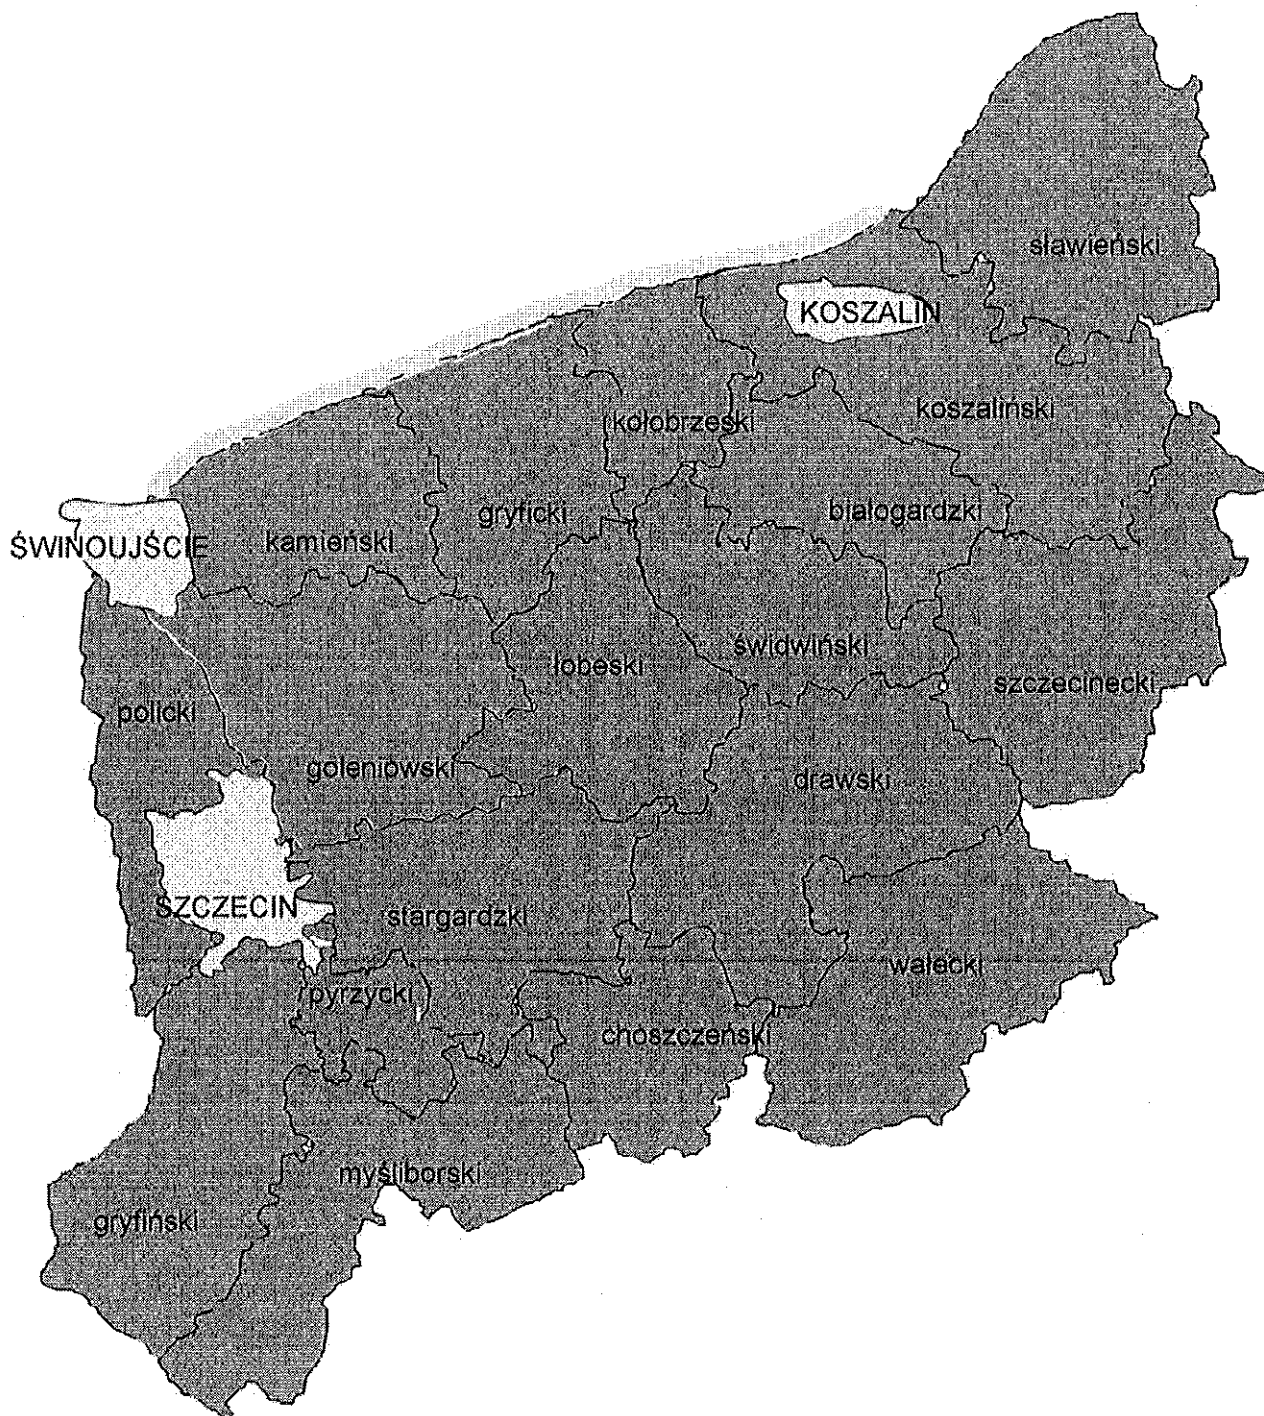 sławieński
KOSZALIN
koszaliński
kołobrzeski
gryficki
białogardzki
ŚWINOUJŚCIE
kamieński
świdwiński
łobeski
szczecinecki
policki
goleniowski
drawski
SZCZECIN
stargardzki
wałecki
pyrzycki
choszczeński
myśliborski
gryfiński